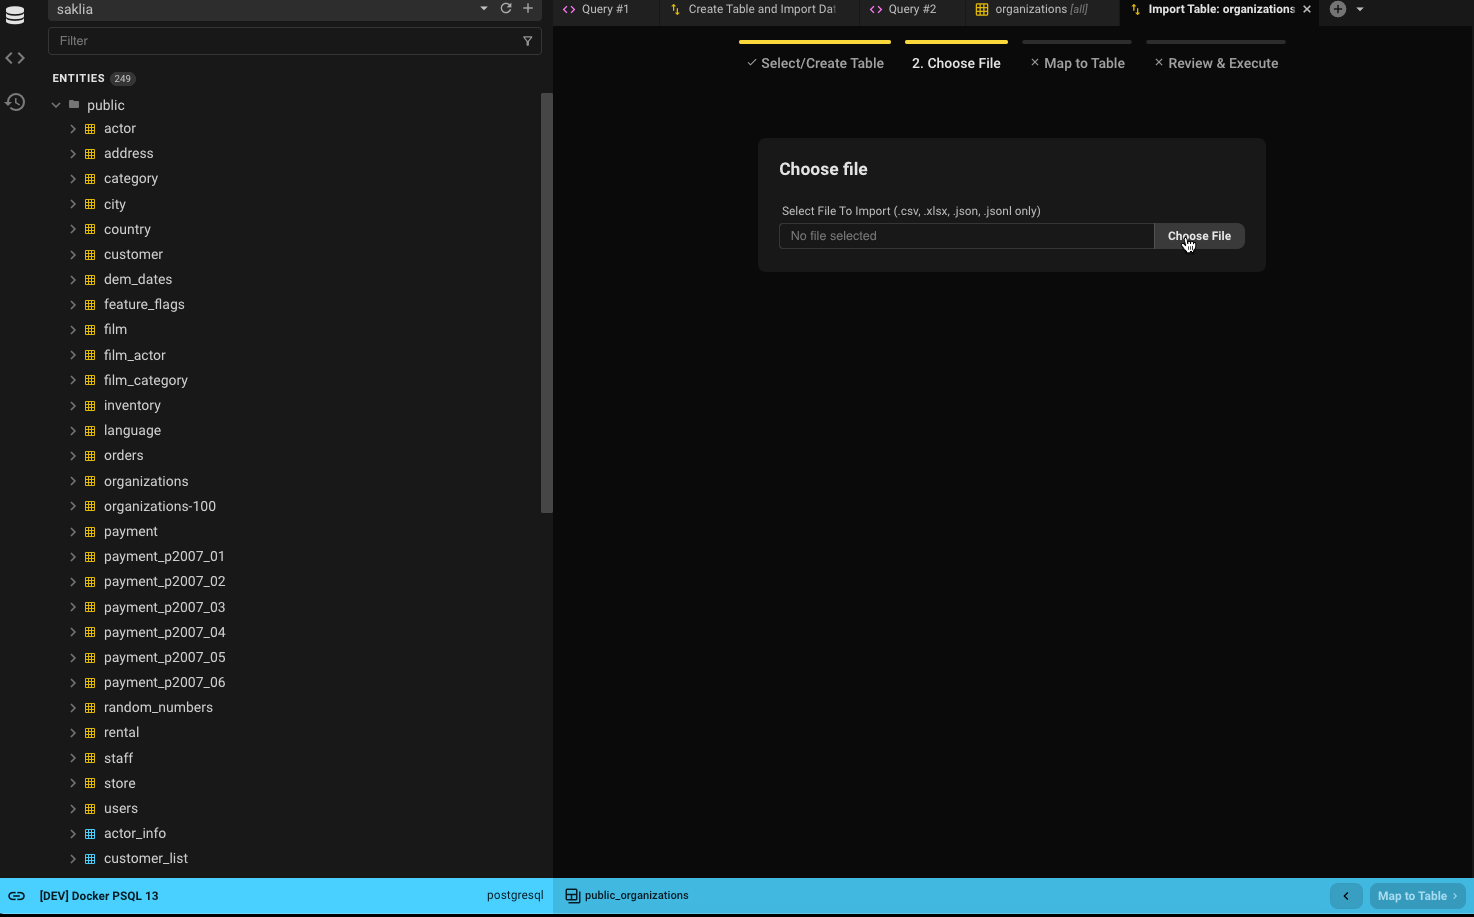 saklia
Query #1
Create Table and Import Dat
Query #2
organizations [all]
Import Table: organizations
Filter
ENTITIES 249
Select/Create Table
2. Choose File
Map to Table
Review & Execute
public
actor
address
category
city
country
customer
dem_dates
feature_flags
film
film_actor
film_category
inventory
language
orders
organizations
organizations-100
payment
payment_p2007_01
payment_p2007_02
payment_p2007_03
payment_p2007_04
payment_p2007_05
payment_p2007_06
random_numbers
rental
staff
store
users
actor_info
customer_list
Choose file
Select File To Import (.csv, .xlsx, .json, .jsonl only)
No file selected
Choose File
[DEV] Docker PSQL 13
postgresql
public_organizations
Map to Table